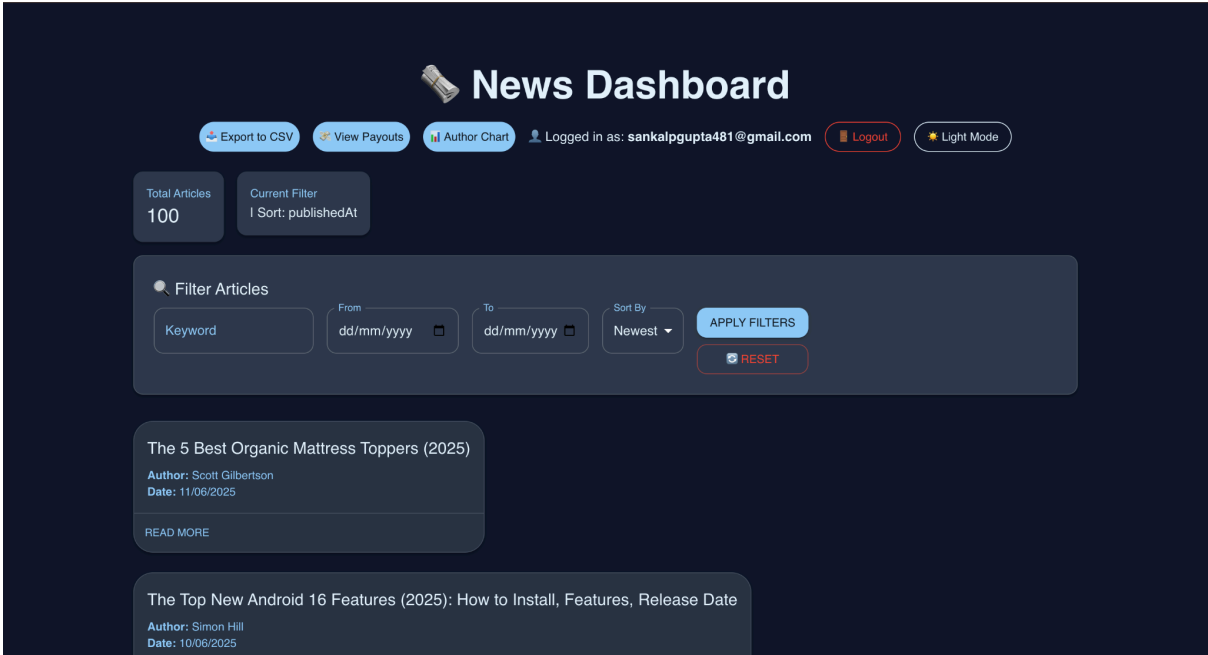 News Dashboard
Export to CSV
View Payouts
Author Chart
Logged in as: sankalpgupta481@gmail.com
Logout
Light Mode
Total Articles
100
Current Filter
| Sort: publishedAt
Filter Articles
Keyword
From
dd/mm/yyyy
To
dd/mm/yyyy
Sort By
Newest
APPLY FILTERS
RESET
The 5 Best Organic Mattress Toppers (2025)
Author: Scott Gilbertson
Date: 11/06/2025
READ MORE
The Top New Android 16 Features (2025): How to Install, Features, Release Date
Author: Simon Hill
Date: 10/06/2025